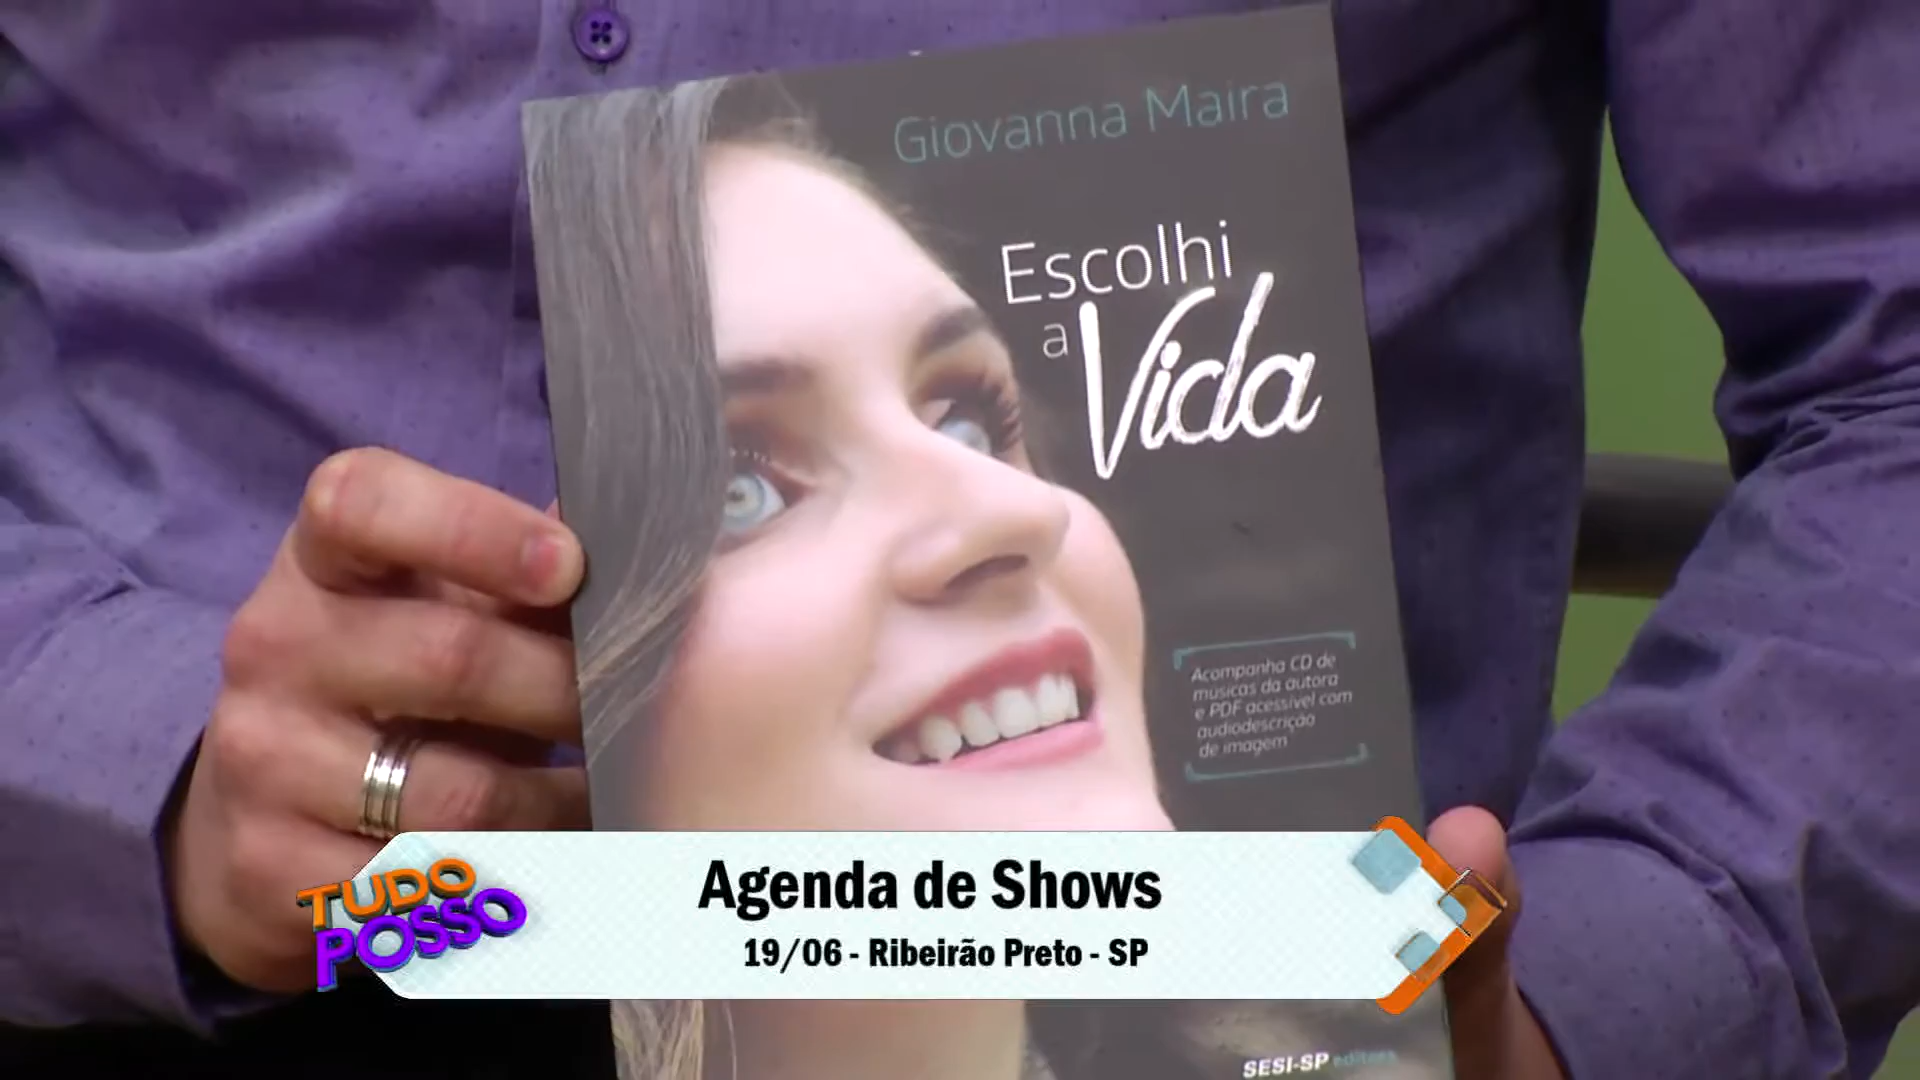 Giovanna Maira
Escolhi
a Vida
Acompanha CD de
músicas da autora
e PDF acessível com
audiodescrição
de imagem
TUDO
POSSO
Agenda de Shows
19/06 - Ribeirão Preto - SP
SESI-SP editora